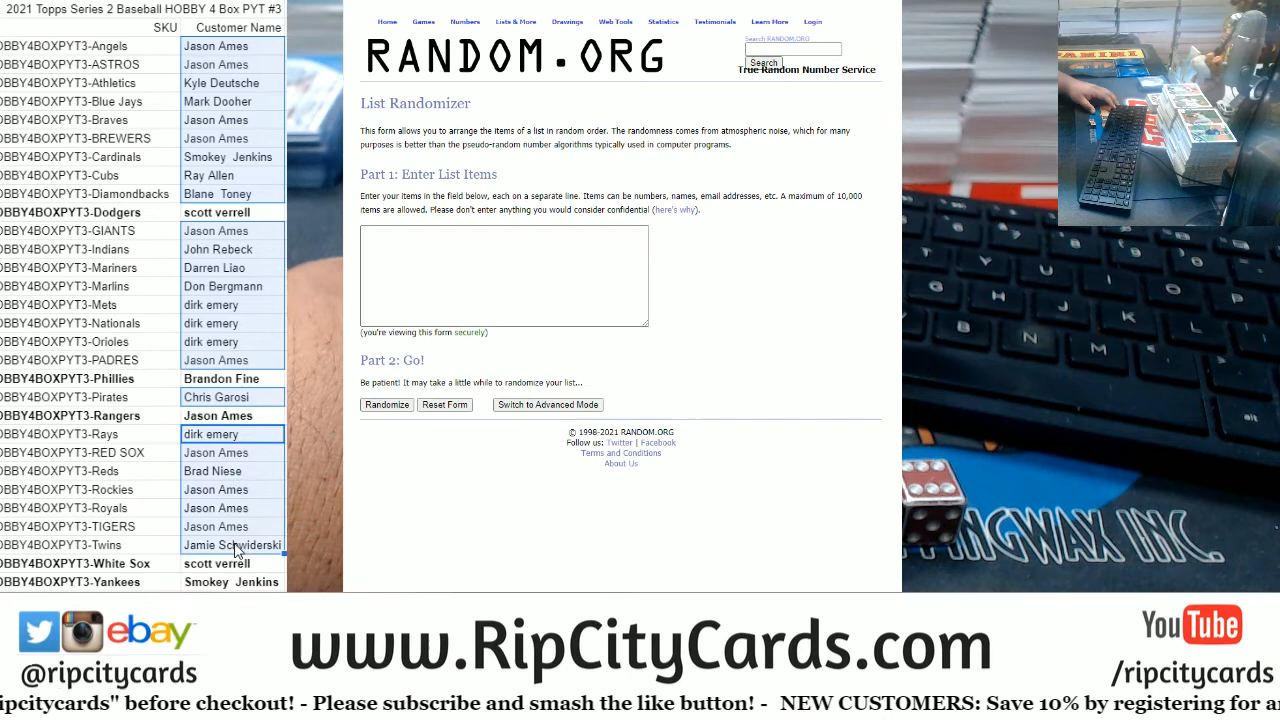 2021 Topps Series 2 Baseball HOBBY 4 Box PYT #3
SKU Customer Name
OBBY4BOXPYT3-Angels Jason Ames
OBBY4BOXPYT3-ASTROS Jason Ames
OBBY4BOXPYT3-Athletics Kyle Deutsche
OBBY4BOXPYT3-Blue Jays Mark Dooher
OBBY4BOXPYT3-Braves Jason Ames
OBBY4BOXPYT3-BREWERS Jason Ames
OBBY4BOXPYT3-Cardinals Smokey Jenkins
OBBY4BOXPYT3-Cubs Ray Allen
OBBY4BOXPYT3-Diamondbacks Blane Toney
OBBY4BOXPYT3-Dodgers scott verrell
OBBY4BOXPYT3-GIANTS Jason Ames
OBBY4BOXPYT3-Indians John Rebeck
OBBY4BOXPYT3-Mariners Darren Liao
OBBY4BOXPYT3-Marlins Don Bergmann
OBBY4BOXPYT3-Mets dirk emery
OBBY4BOXPYT3-Nationals dirk emery
OBBY4BOXPYT3-Orioles dirk emery
OBBY4BOXPYT3-PADRES Jason Ames
OBBY4BOXPYT3-Phillies Brandon Fine
OBBY4BOXPYT3-Pirates Chris Garosi
OBBY4BOXPYT3-Rangers Jason Ames
OBBY4BOXPYT3-Rays dirk emery
OBBY4BOXPYT3-RED SOX Jason Ames
OBBY4BOXPYT3-Reds Brad Niese
OBBY4BOXPYT3-Rockies Jason Ames
OBBY4BOXPYT3-Royals Jason Ames
OBBY4BOXPYT3-TIGERS Jason Ames
OBBY4BOXPYT3-Twins Jamie Schwiderski
OBBY4BOXPYT3-White Sox scott verrell
OBBY4BOXPYT3-Yankees Smokey Jenkins
Home Games Numbers Lists & More Drawings Web Tools Statistics Testimonials Learn More Login
RANDOM.ORG
Search RANDOM.ORG
Search
True Random Number Service
List Randomizer
This form allows you to arrange the items of a list in random order. The randomness comes from atmospheric noise, which for many
purposes is better than the pseudo-random number algorithms typically used in computer programs.
Part 1: Enter List Items
Enter your items in the field below, each on a separate line. Items can be numbers, names, email addresses, etc. A maximum of 10,000
items are allowed. Please don't enter anything you would consider confidential (here's why).
(you're viewing this form securely)
Part 2: Go!
Be patient! It may take a little while to randomize your list...
Randomize Reset Form Switch to Advanced Mode
© 1998-2021 RANDOM.ORG
Follow us: Twitter | Facebook
Terms and Conditions
About Us
PANINI
Y U I O P
G H J
B N M
Alt
PPINGWAX INC.
ebay
@ripcitycards
www.RipCityCards.com
YouTube
/ripcitycards
ripcitycards" before checkout! - Please subscribe and smash the like button! - NEW CUSTOMERS: Save 10% by registering for a